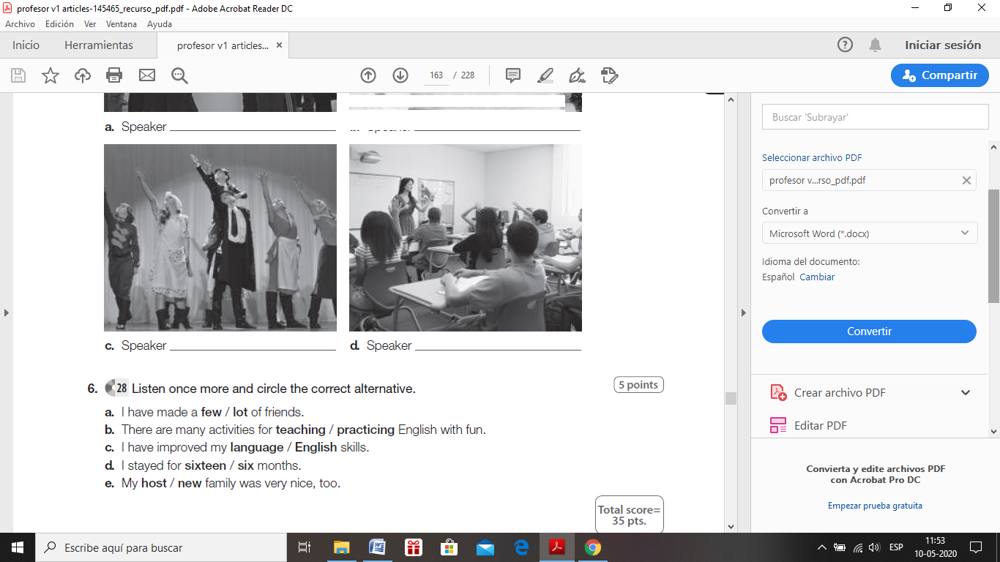 profesor v1 articles-145465_recurso_pdf.pdf - Adobe Acrobat Reader DC
Archivo Edición Ver Ventana Ayuda
Inicio Herramientas profesor v1 articles... ×
Iniciar sesión
163 / 228
Compartir
a. Speaker
c. Speaker
d. Speaker
6. 28 Listen once more and circle the correct alternative.
5 points
a. I have made a few / lot of friends.
b. There are many activities for teaching / practicing English with fun.
c. I have improved my language / English skills.
d. I stayed for sixteen / six months.
e. My host / new family was very nice, too.
Total score=
35 pts.
Buscar 'Subrayar'
Seleccionar archivo PDF
profesor v...rso_pdf.pdf
Convertir a
Microsoft Word (*.docx)
Idioma del documento:
Español Cambiar
Convertir
Crear archivo PDF
Editar PDF
Convierta y edite archivos PDF
con Acrobat Pro DC
Empezar prueba gratuita
Escribe aquí para buscar
ESP
11:53
10-05-2020